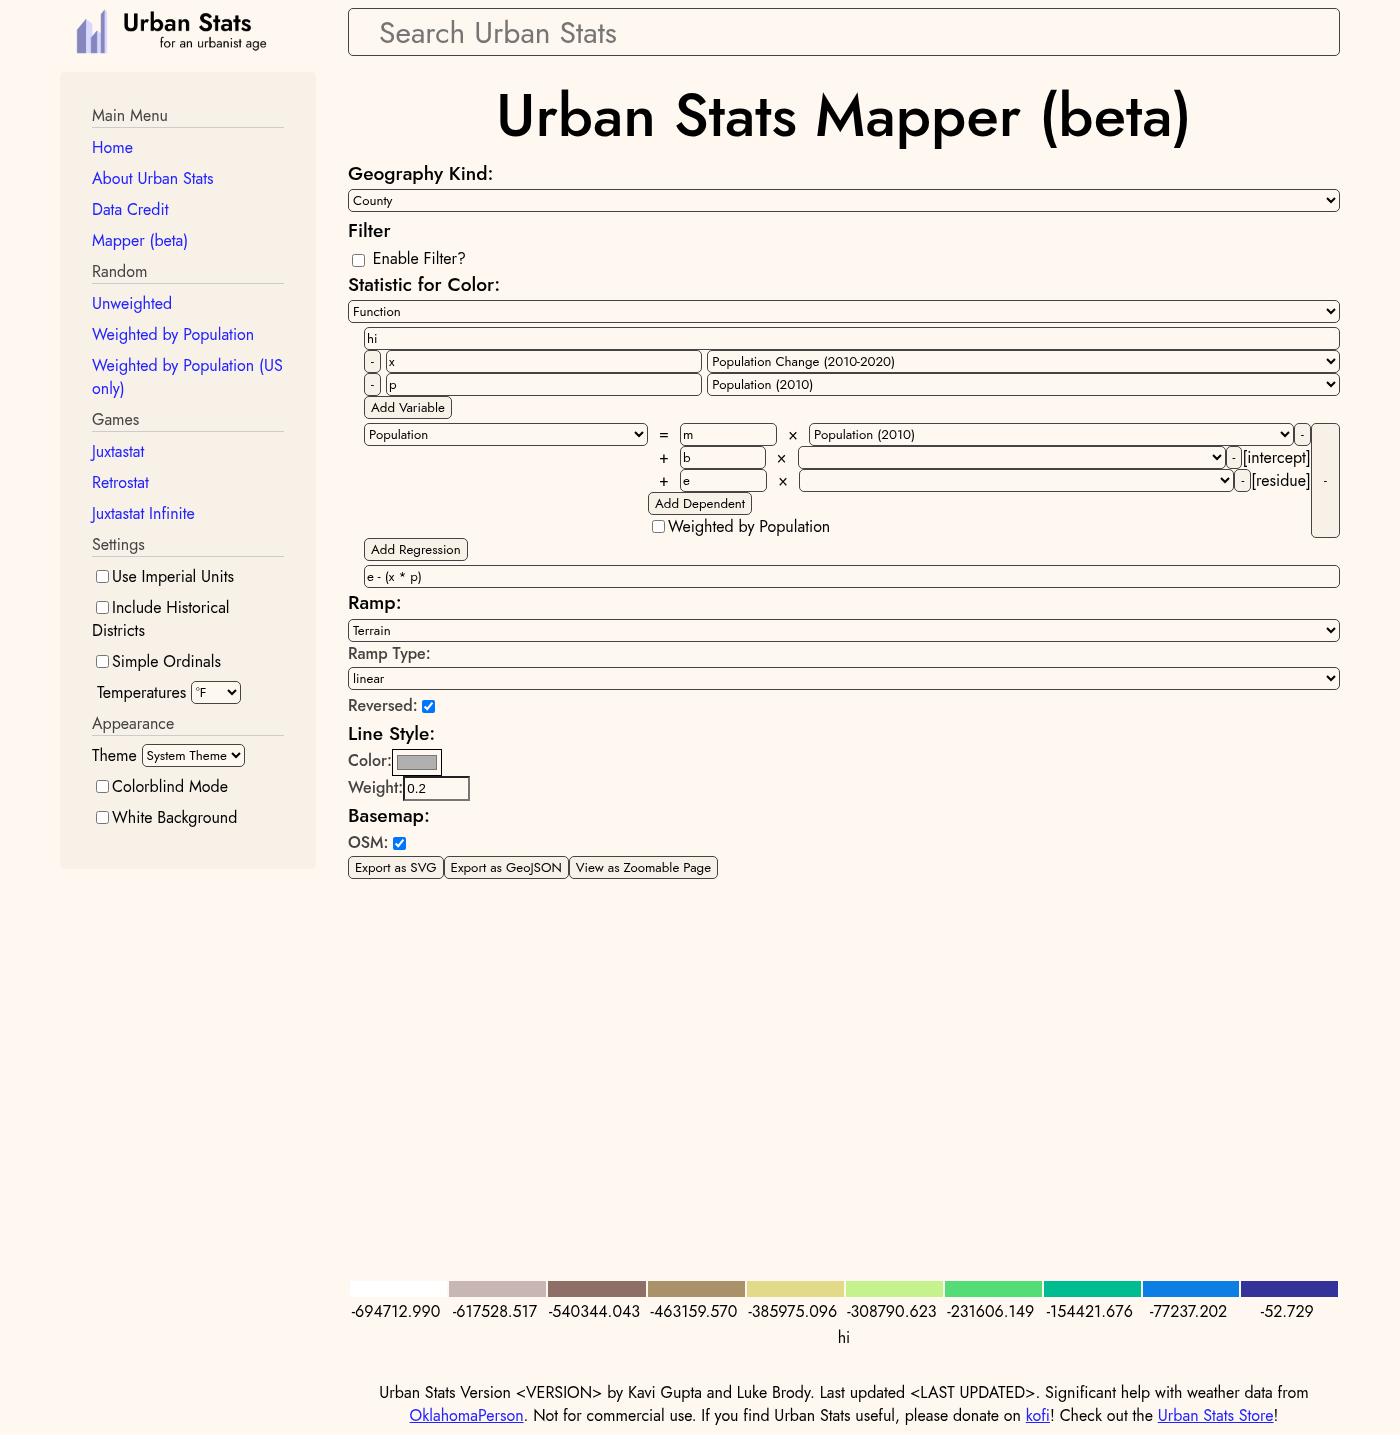 Urban Stats
for an urbanist age
Search Urban Stats
Main Menu
Home
About Urban Stats
Data Credit
Mapper (beta)
Random
Unweighted
Weighted by Population
Weighted by Population (US
only)
Games
Juxtastat
Retrostat
Juxtastat Infinite
Settings
Use Imperial Units
Include Historical
Districts
Simple Ordinals
Temperatures °F
Appearance
Theme System Theme
Colorblind Mode
White Background
Urban Stats Mapper (beta)
Geography Kind:
County
Filter
Enable Filter?
Statistic for Color:
Function
hi
- x Population Change (2010-2020)
- p Population (2010)
Add Variable
Population = m × Population (2010) -
+ b × - [intercept]
+ e × - [residue] -
Add Dependent
Weighted by Population
Add Regression
e - (x * p)
Ramp:
Terrain
Ramp Type:
linear
Reversed:
Line Style:
Color:
Weight: 0.2
Basemap:
OSM:
Export as SVG Export as GeoJSON View as Zoomable Page
-694712.990 -617528.517 -540344.043 -463159.570 -385975.096 -308790.623 -231606.149 -154421.676 -77237.202 -52.729
hi
Urban Stats Version <VERSION> by Kavi Gupta and Luke Brody. Last updated <LAST UPDATED>. Significant help with weather data from
OklahomaPerson. Not for commercial use. If you find Urban Stats useful, please donate on kofi! Check out the Urban Stats Store!